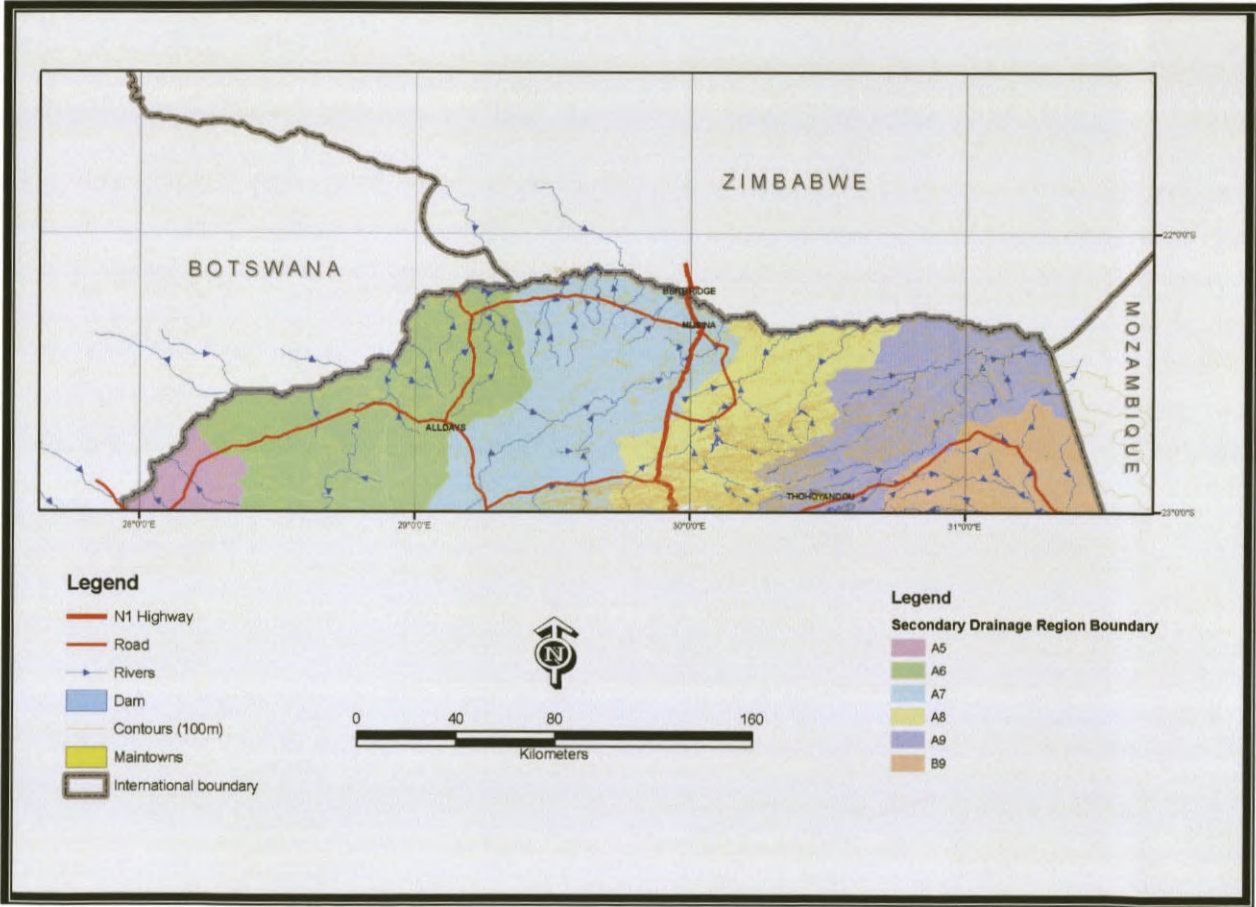 ZIMBABWE
22°0'0"S
BOTSWANA
BEITBRIDGE
MOZAMBIQUE
MUSINA
ALLDAYS
THOHOYANDOU
28°0'0"E
29°0'0"E
30°0'0"E
31°0'0"E
23°0'0"S
Legend
N1 Highway
Road
Rivers
Dam
Contours (100m)
Maintowns
International boundary
N
0 40 80 160
Kilometers
Legend
Secondary Drainage Region Boundary
A5
A6
A7
A8
A9
B9